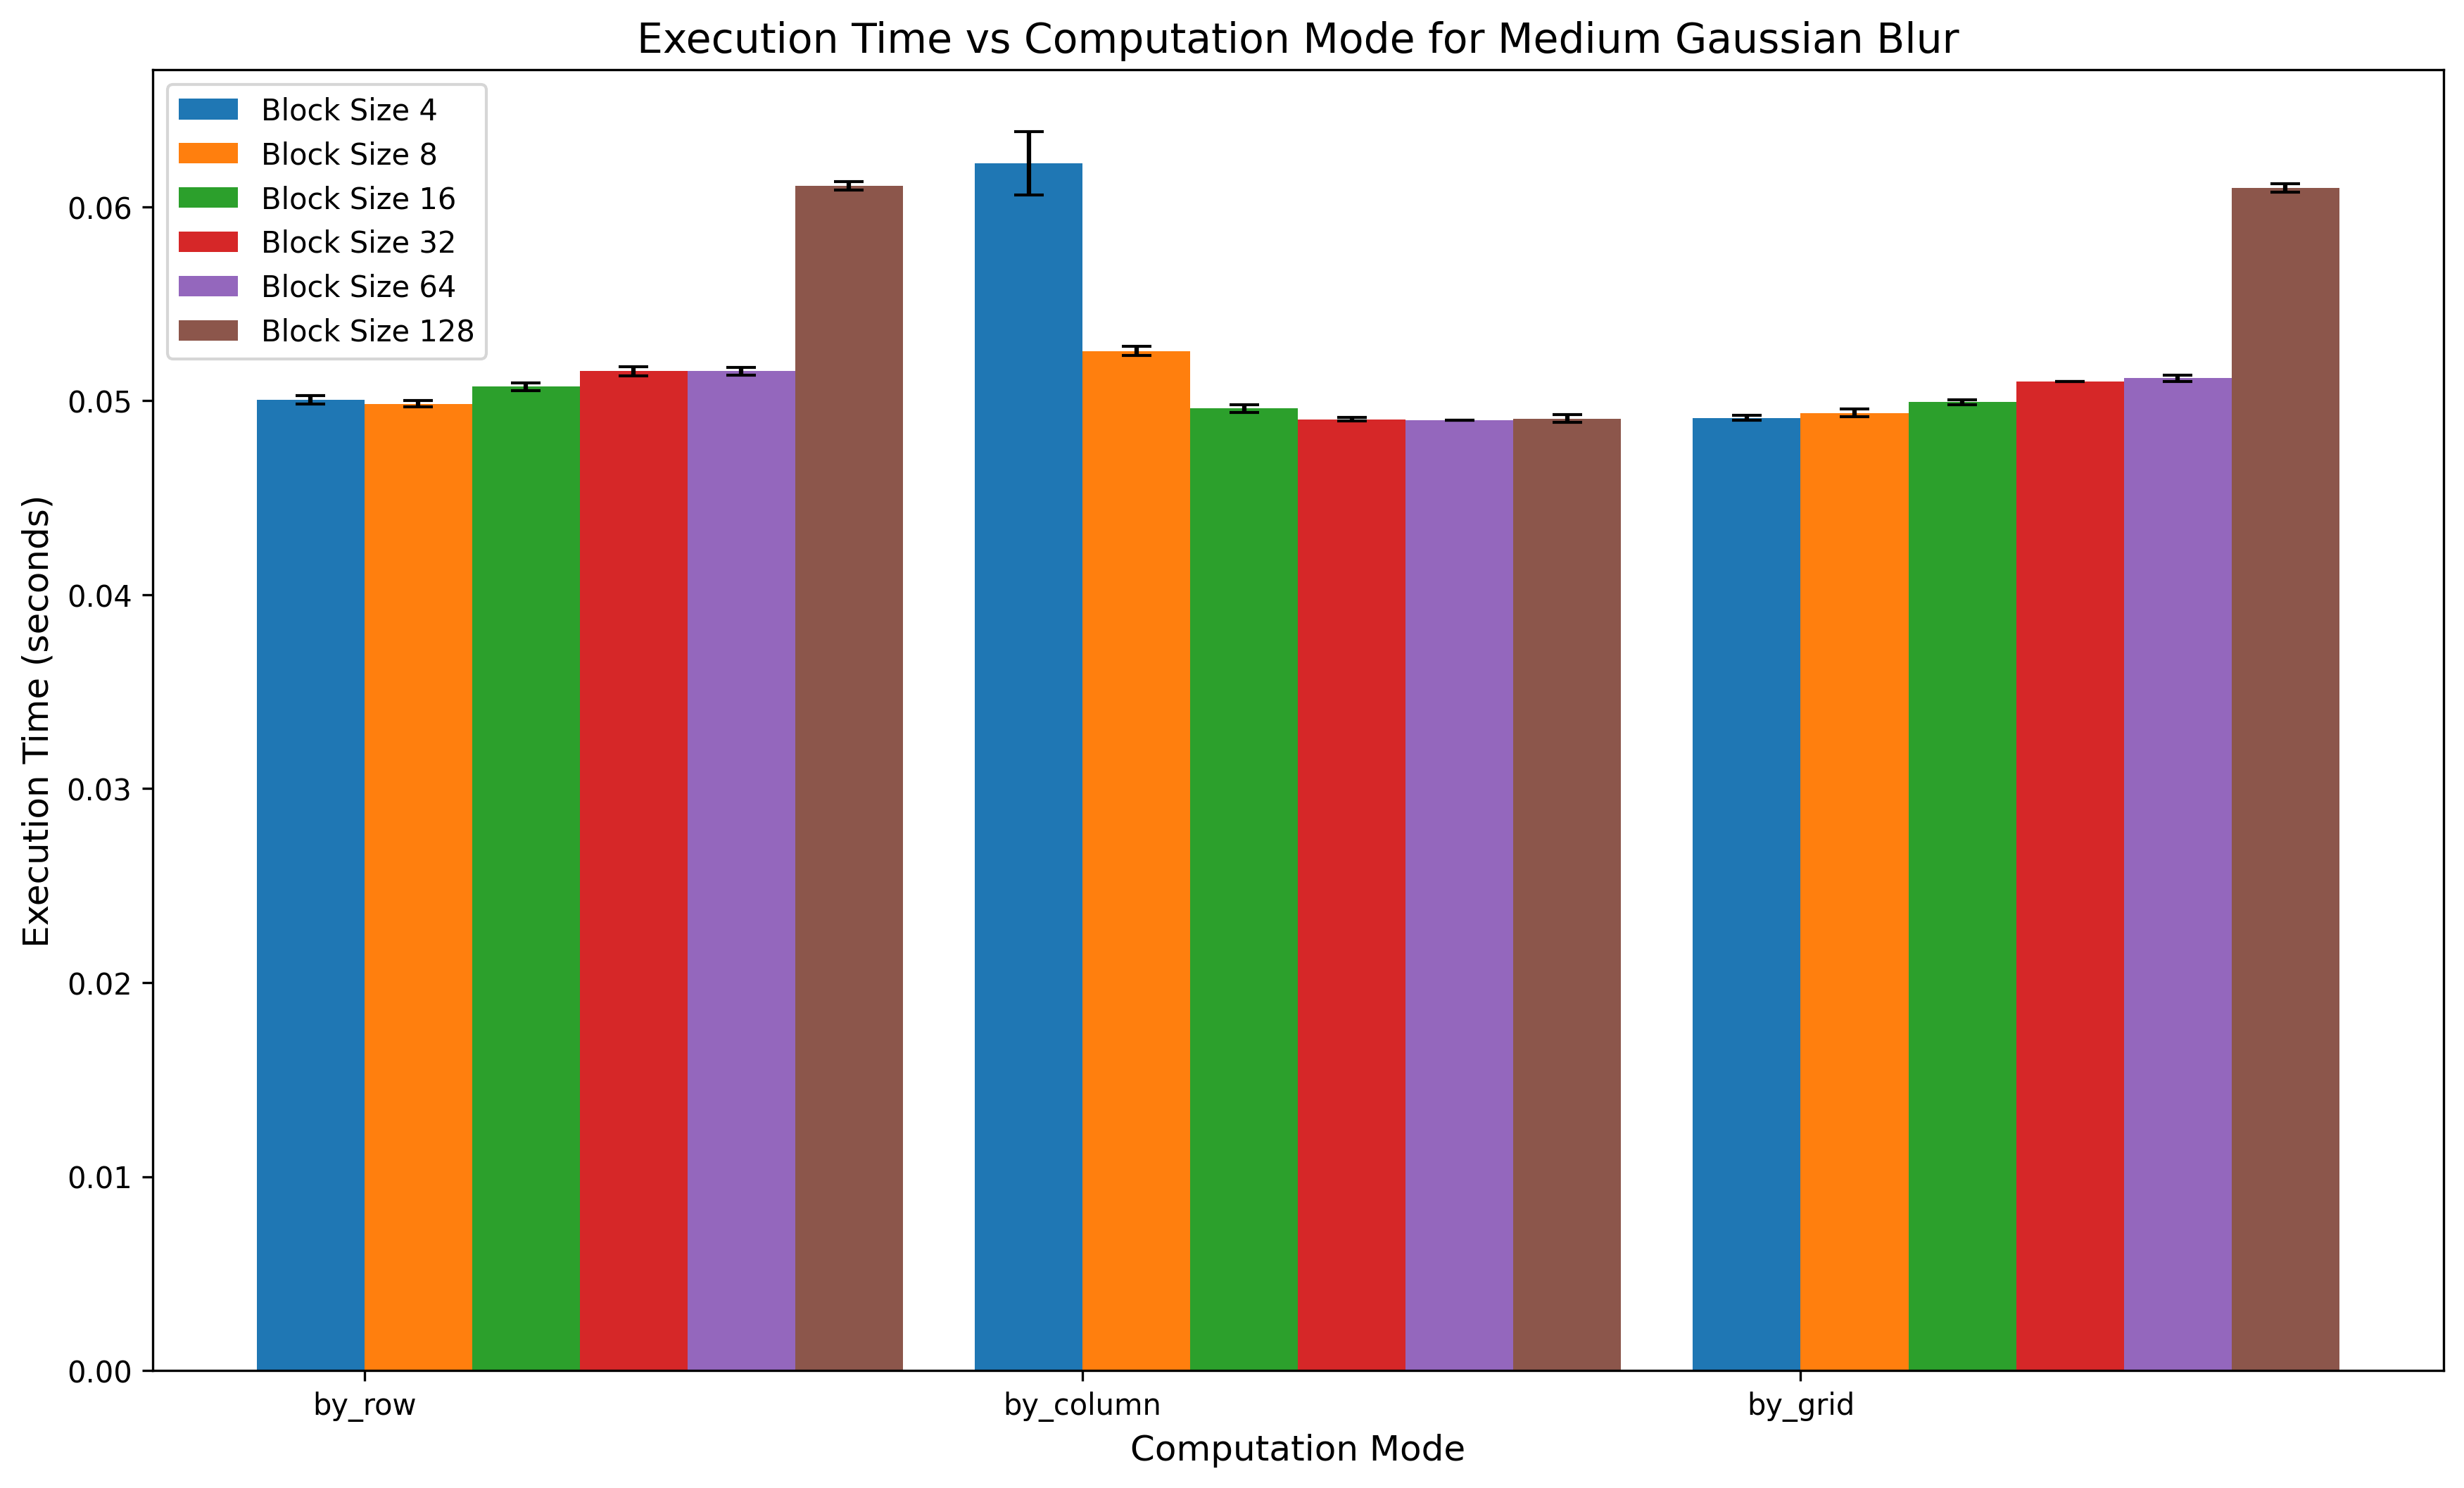 Execution Time vs Computation Mode for Medium Gaussian Blur
Block Size 4
Block Size 8
Block Size 16
Block Size 32
Block Size 64
Block Size 128
Execution Time (seconds)
0.06
0.05
0.04
0.03
0.02
0.01
0.00
by_row
by_column
by_grid
Computation Mode